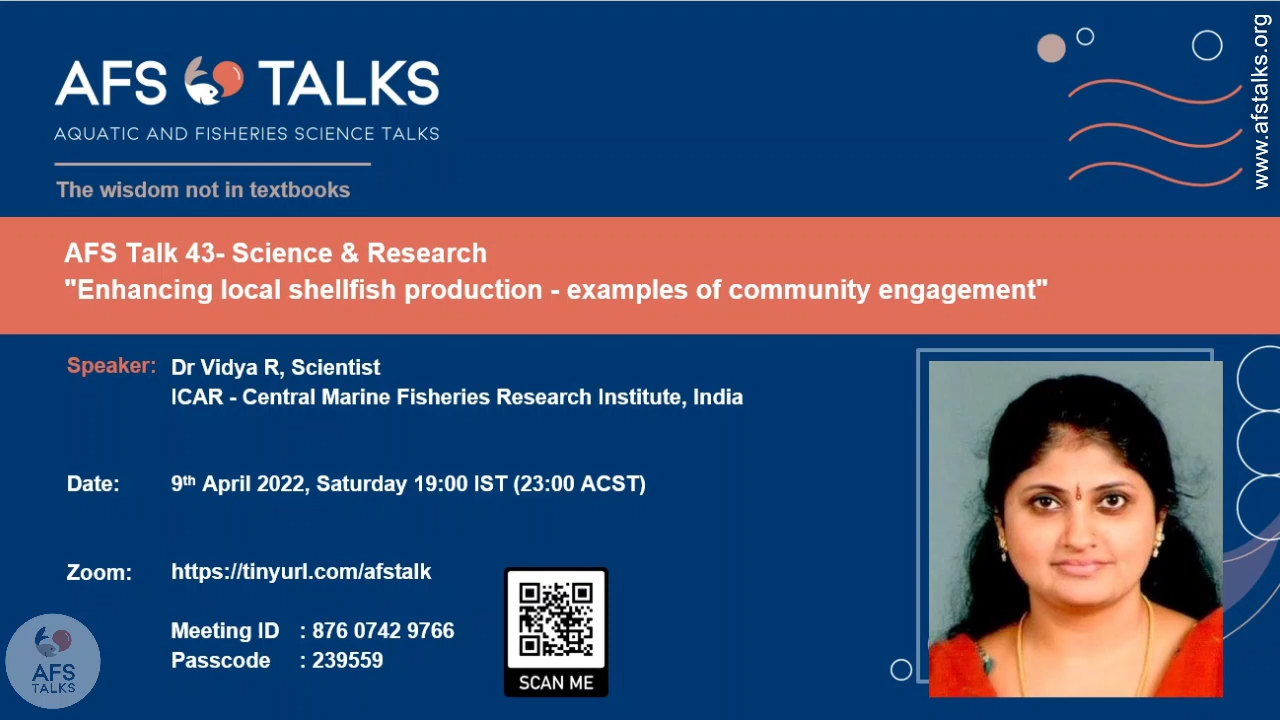 AFS TALKS
AQUATIC AND FISHERIES SCIENCE TALKS
The wisdom not in textbooks
www.afstalks.org
AFS Talk 43- Science & Research
"Enhancing local shellfish production - examples of community engagement"
Speaker: Dr Vidya R, Scientist
ICAR - Central Marine Fisheries Research Institute, India
Date: 9th April 2022, Saturday 19:00 IST (23:00 ACST)
Zoom: https://tinyurl.com/afstalk
Meeting ID : 876 0742 9766
Passcode : 239559
SCAN ME
AFS
TALKS